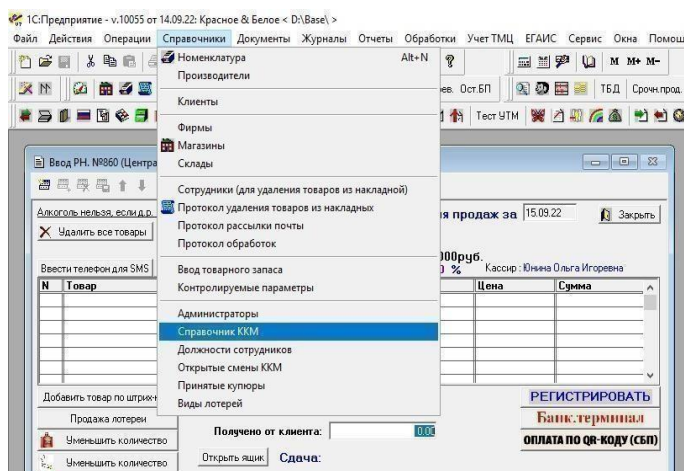 1С:Предприятие - v.10055 от 14.09.22: Красное & Белое < D:\Base\ >
Файл Действия Операции Справочники Документы Журналы Отчеты Обработки Учет ТМЦ ЕГАИС Сервис Окна Помощ
Номенклатура Alt+N
M M+ M-
Производители
рев. Ост.БП ТБД Срочн.прод.
Клиенты
Тест УТМ
Фирмы
Магазины
Ввод РН. №860 (Центра
Склады
Сотрудники (для удаления товаров из накладной)
Протокол удаления товаров из накладных
Алкоголь нельзя, если д.р.
я продаж за 15.09.22 Закрыть
Удалить все товары
Протокол рассылки почты
Протокол обработок
000руб.
Ввести телефон для SMS
Ввод товарного запаса
% Кассир : Юнина Ольга Игоревна
N Товар Цена Сумма
Контролируемые параметры
Администраторы
Справочник ККМ
Должности сотрудников
Открытые смены ККМ
Принятые купюры
Добавить товар по штрих-к
РЕГИСТРИРОВАТЬ
Виды лотерей
Продажа лотереи
Банк.терминал
Получено от клиента: 0.00
Уменьшить количество
ОПЛАТА ПО QR-КОДУ (СБП)
Уменьшить количество
Открыть ящик Сдача: